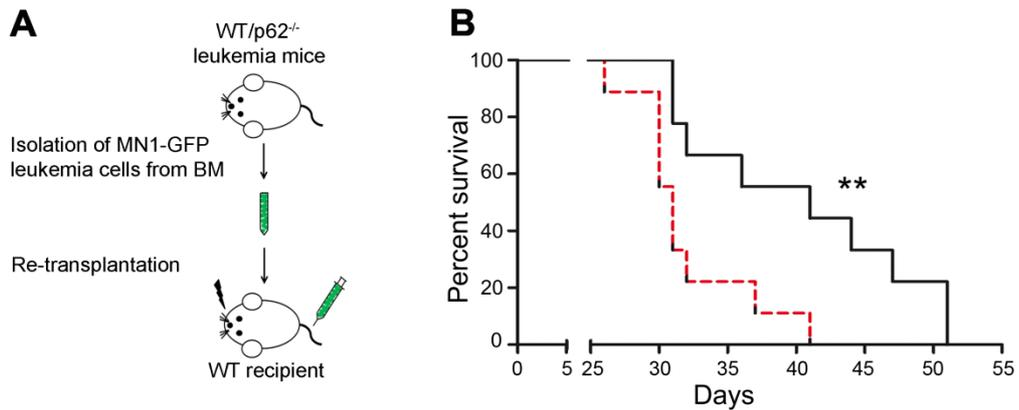 A
WT/p62-/-
leukemia mice
Isolation of MN1-GFP
leukemia cells from BM
Re-transplantation
WT recipient
B
Percent survival
100
80
60
40
20
0
**
0 5 25 30 35 40 45 50 55
Days